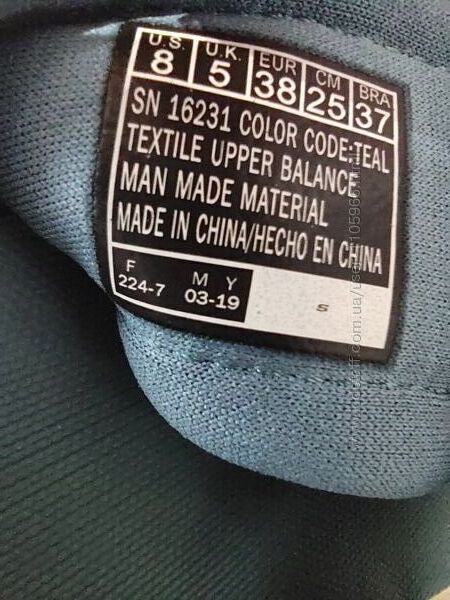 U.S. U.K. EUR CM BRA
8 5 38 25 37
SN 16231 COLOR CODE:TEAL
TEXTILE UPPER BALANCE
MAN MADE MATERIAL
MADE IN CHINA/HECHO EN CHINA
F M Y
224-7 03-19
S